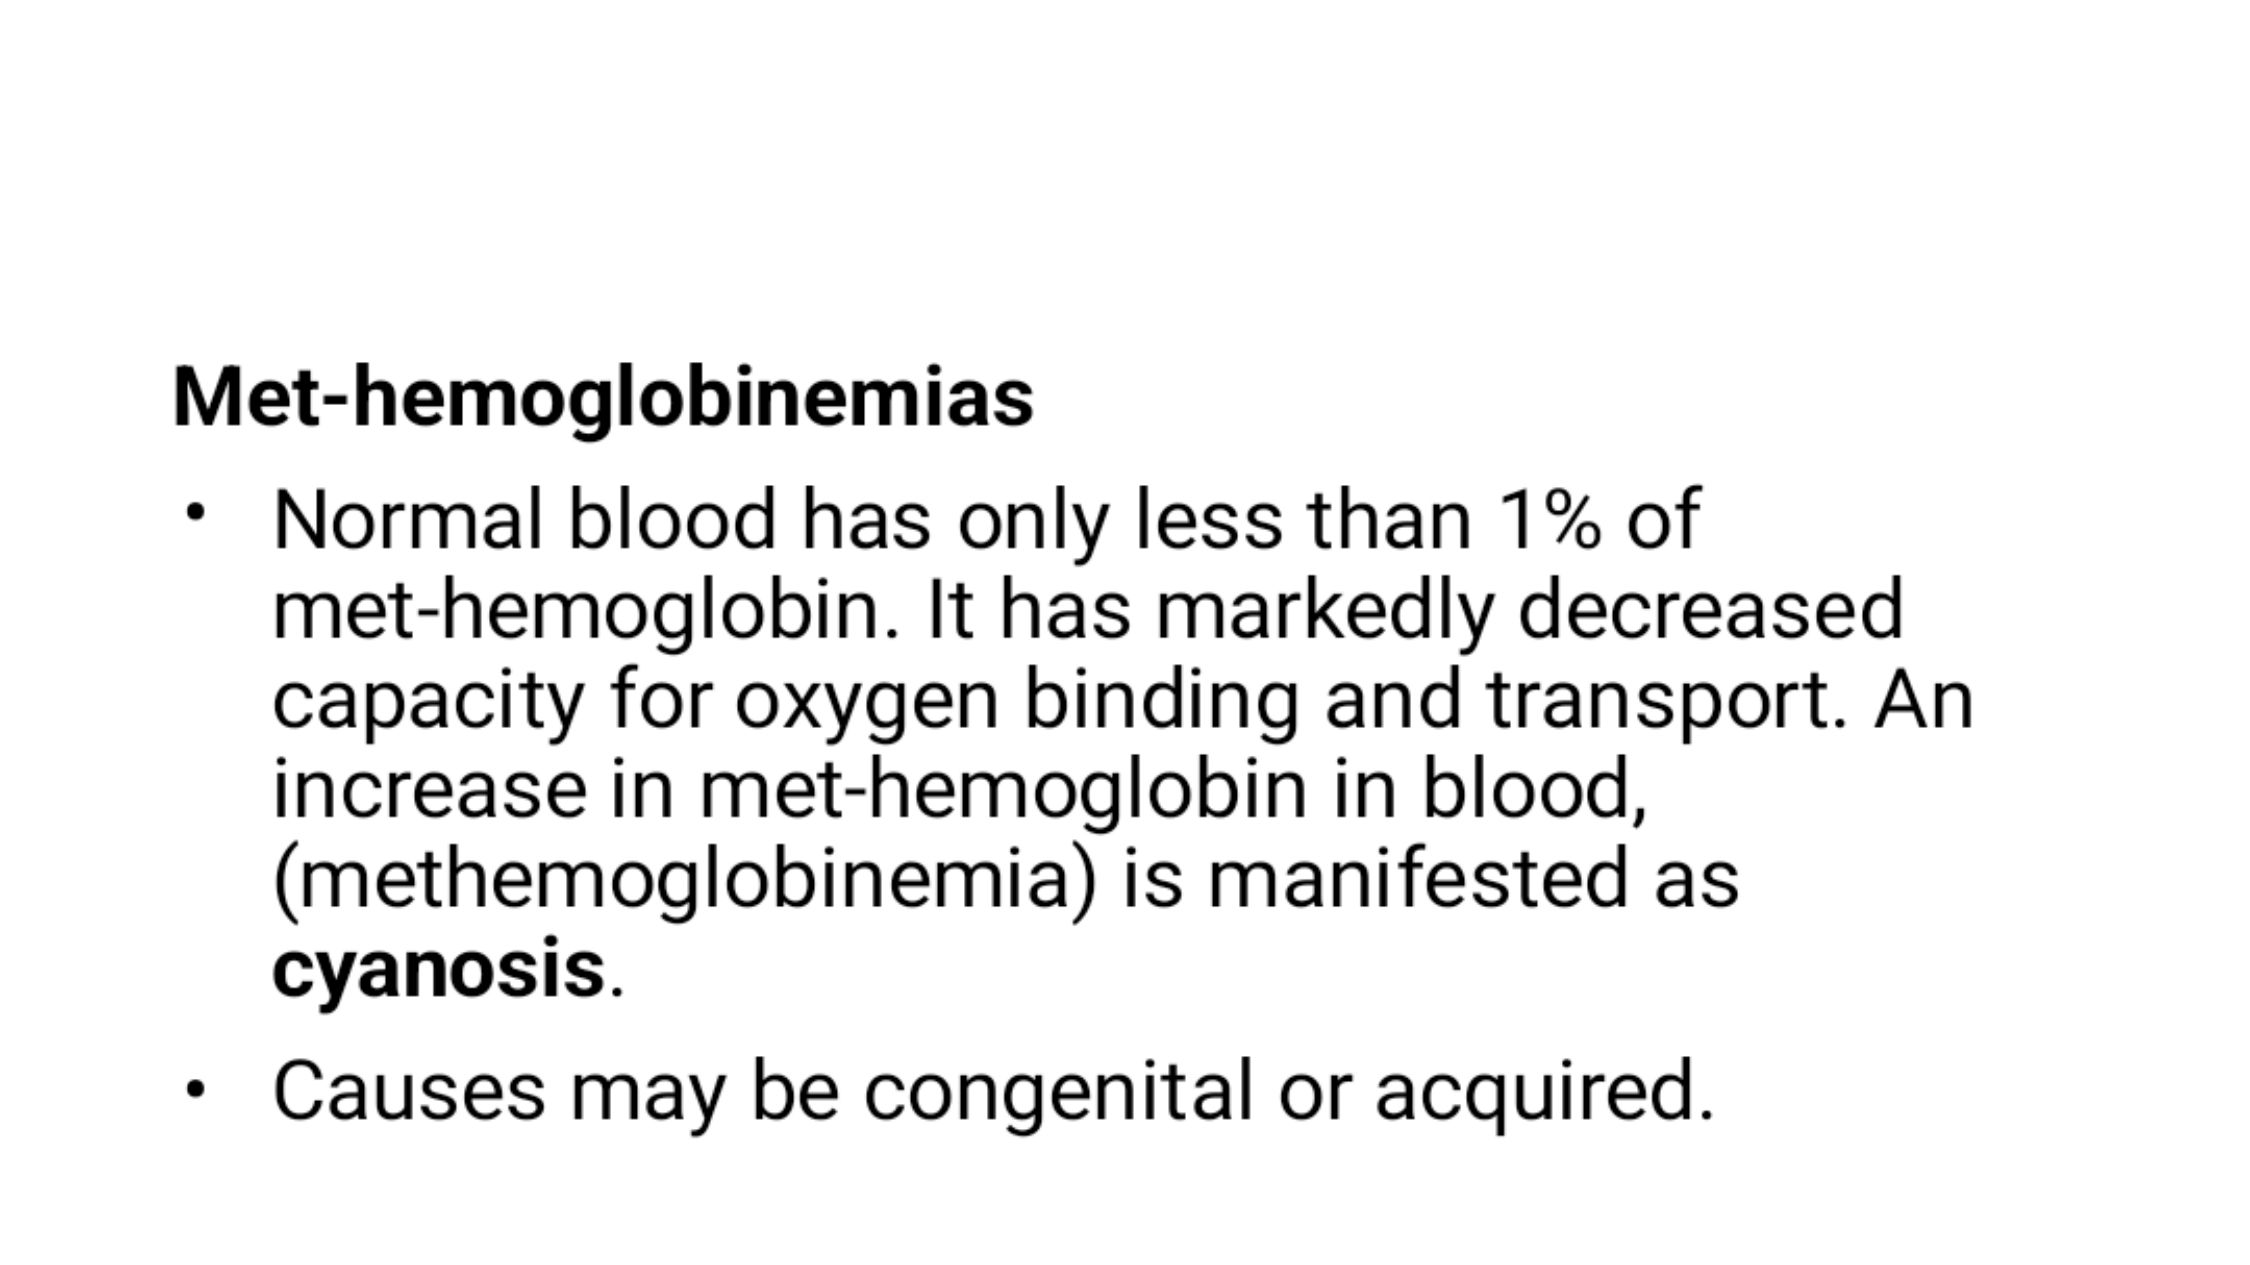 Met-hemoglobinemias
• Normal blood has only less than 1% of
met-hemoglobin. It has markedly decreased
capacity for oxygen binding and transport. An
increase in met-hemoglobin in blood,
(methemoglobinemia) is manifested as
cyanosis.
• Causes may be congenital or acquired.